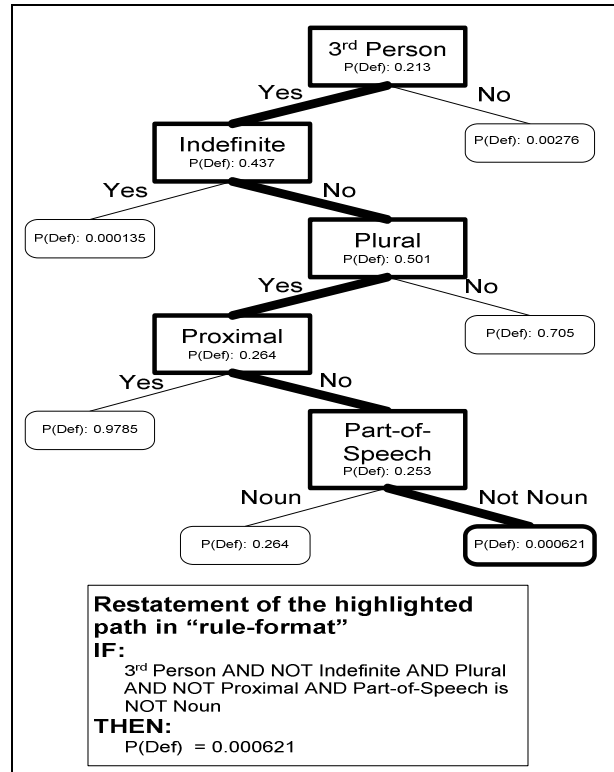 3rd Person
P(Def): 0.213
Yes
No
Indefinite
P(Def): 0.437
P(Def): 0.00276
Yes
No
P(Def): 0.000135
Plural
P(Def): 0.501
Yes
No
Proximal
P(Def): 0.264
P(Def): 0.705
Yes
No
P(Def): 0.9785
Part-of-
Speech
P(Def): 0.253
Noun
Not Noun
P(Def): 0.264
P(Def): 0.000621
Restatement of the highlighted
path in “rule-format”
IF:
3rd Person AND NOT Indefinite AND Plural
AND NOT Proximal AND Part-of-Speech is
NOT Noun
THEN:
P(Def) = 0.000621